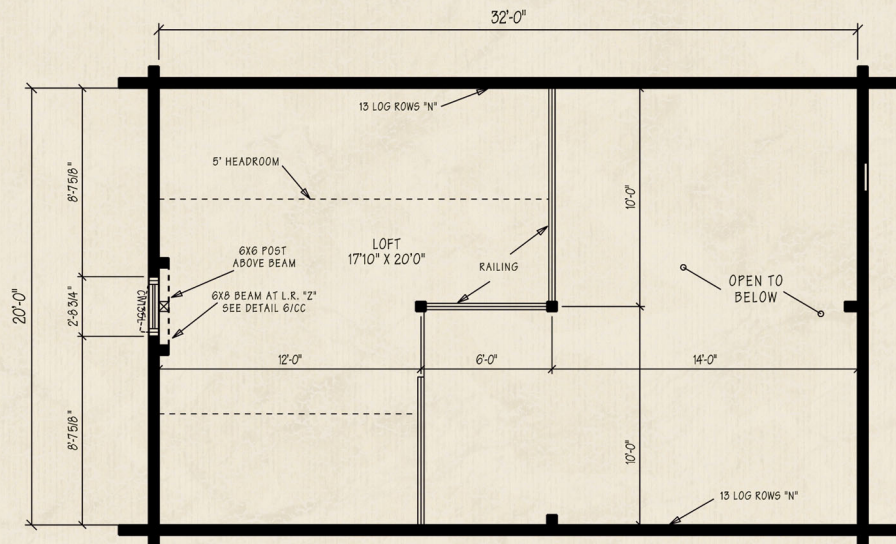 32'-0"
13 LOG ROWS "N"
5' HEADROOM
8'-7 5/8"
10'-0"
LOFT
17'10" X 20'0"
6X6 POST
ABOVE BEAM
RAILING
OPEN TO
BELOW
20'-0"
2'-8 3/4"
6X8 BEAM AT L.R. "Z"
SEE DETAIL 6/CC
12'-0"
6'-0"
14'-0"
8'-7 5/8"
10'-0"
13 LOG ROWS "N"